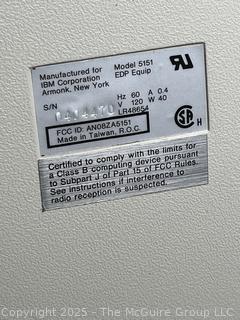 Manufactured for Model 5151
IBM Corporation EDP Equip
Armonk, New York
Hz 60 A 0.4
S/N V 120 W 40
LR48654
FCC ID: AN08ZA5151
Made in Taiwan, R.O.C.
SA H
Certified to comply with the limits for
a Class B computing device pursuant
to Subpart J of Part 15 of FCC Rules.
See instructions if interference to
radio reception is suspected.
Photos © 2025 - The McGuire Group LLC